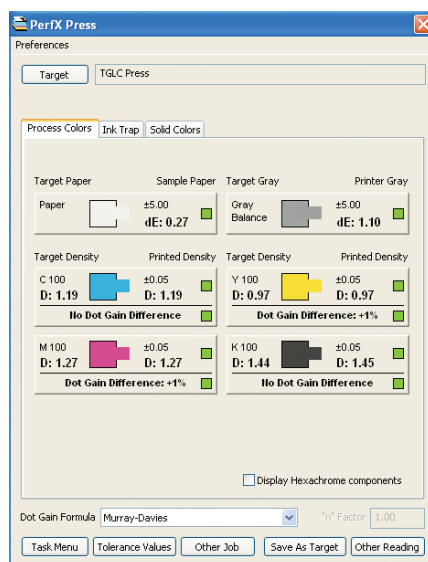 PerfX Press
Preferences
Target TGLC Press
Process Colors Ink Trap Solid Colors
Target Paper Sample Paper Target Gray Printer Gray
Paper ±5.00 Gray Balance ±5.00
dE: 0.27 dE: 1.10
Target Density Printed Density Target Density Printed Density
C 100 ±0.05 Y 100 ±0.05
D: 1.19 D: 1.19 D: 0.97 D: 0.97
No Dot Gain Difference Dot Gain Difference: +1%
M 100 ±0.05 K 100 ±0.05
D: 1.27 D: 1.27 D: 1.44 D: 1.45
Dot Gain Difference: +1% No Dot Gain Difference
Display Hexachrome components
Dot Gain Formula Murray-Davies "n" Factor 1.00
Task Menu Tolerance Values Other Job Save As Target Other Reading